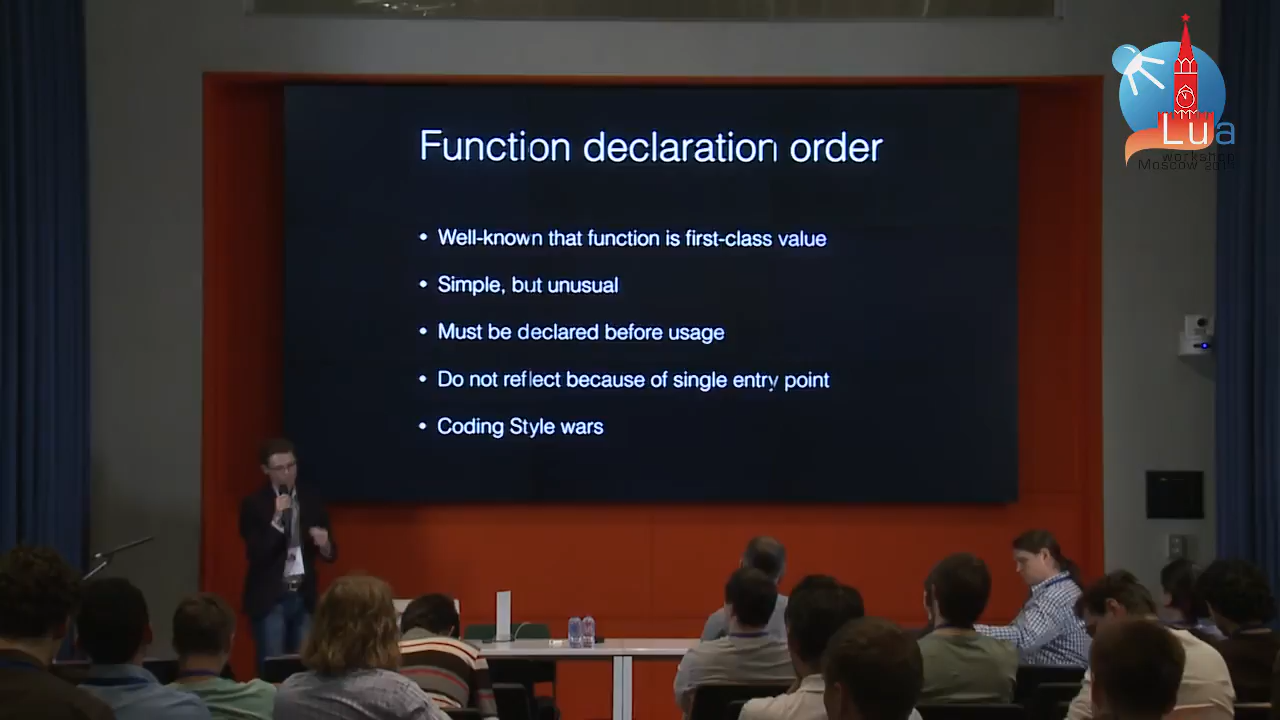 Function declaration order
• Well-known that function is first-class value
• Simple, but unusual
• Must be declared before usage
• Do not reflect because of single entry point
• Coding Style wars
Lua
workshop
Moscow